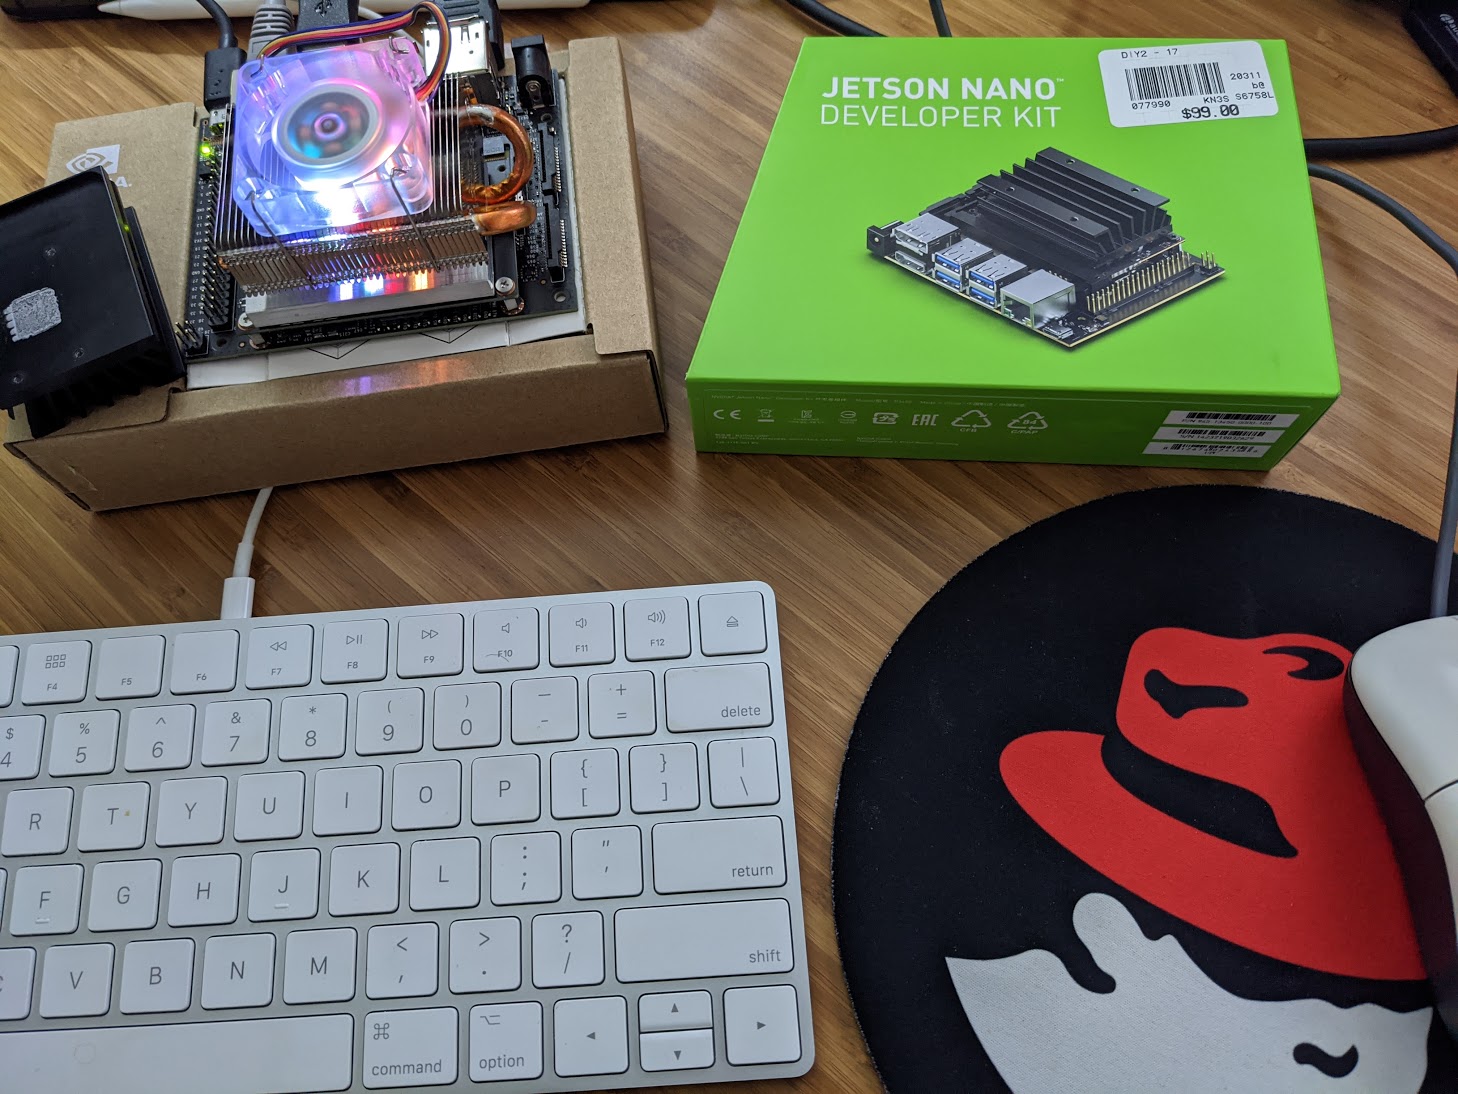 JETSON NANO™
DEVELOPER KIT
DIY2 - 17
20311
b@
077990
KN3S S6758L
$99.00
CE
EAC
C/PAP
F4
F5
F6
F7
F8
F9
F10
F11
F12
$
4
%
5
^
6
&
7
*
8
(
9
)
0
_
-
+
=
delete
R
T
Y
U
I
O
P
{
[
}
]
|
\
F
G
H
J
K
L
:
;
"
'
return
V
B
N
M
<
,
>
.
?
/
shift
⌘
command
⌥
option